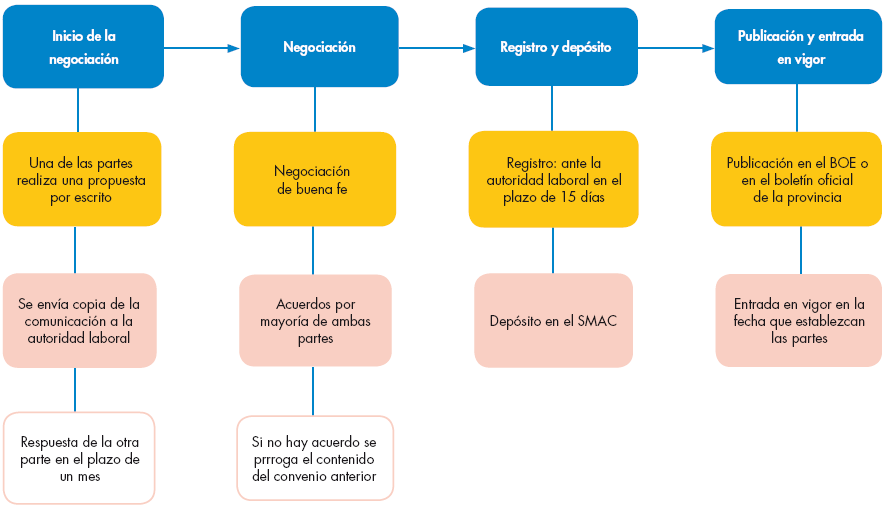 Inicio de la
negociación
Negociación
Registro y depósito
Publicación y entrada
en vigor
Una de las partes
realiza una propuesta
por escrito
Negociación
de buena fe
Registro: ante la
autoridad laboral en el
plazo de 15 días
Publicación en el BOE o
en el boletín oficial
de la provincia
Se envía copia de la
comunicación a la
autoridad laboral
Acuerdos por
mayoría de ambas
partes
Depósito en el SMAC
Entrada en vigor en la
fecha que establezcan
las partes
Respuesta de la otra
parte en el plazo de
un mes
Si no hay acuerdo se
prrroga el contenido
del convenio anterior